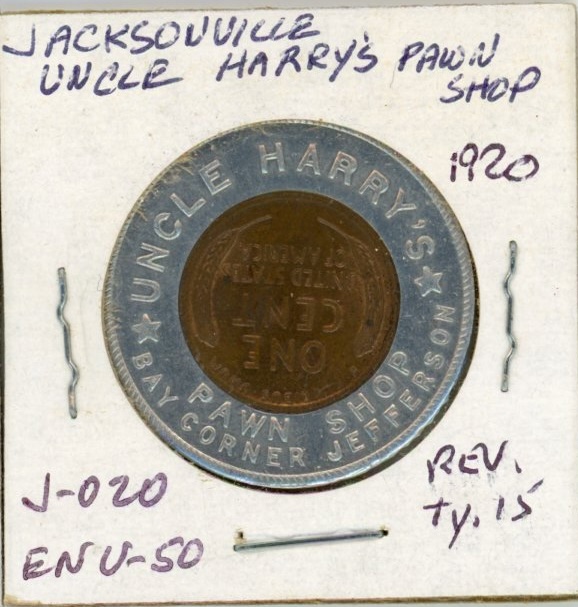 JACKSONVILLE
UNCLE HARRY'S PAWN
SHOP
1920
UNCLE HARRY'S
PAWN SHOP
BAY CORNER JEFFERSON
ONE
CENT
UNITED STATES
OF AMERICA
J-020
ENU-50
REV.
ty. 15